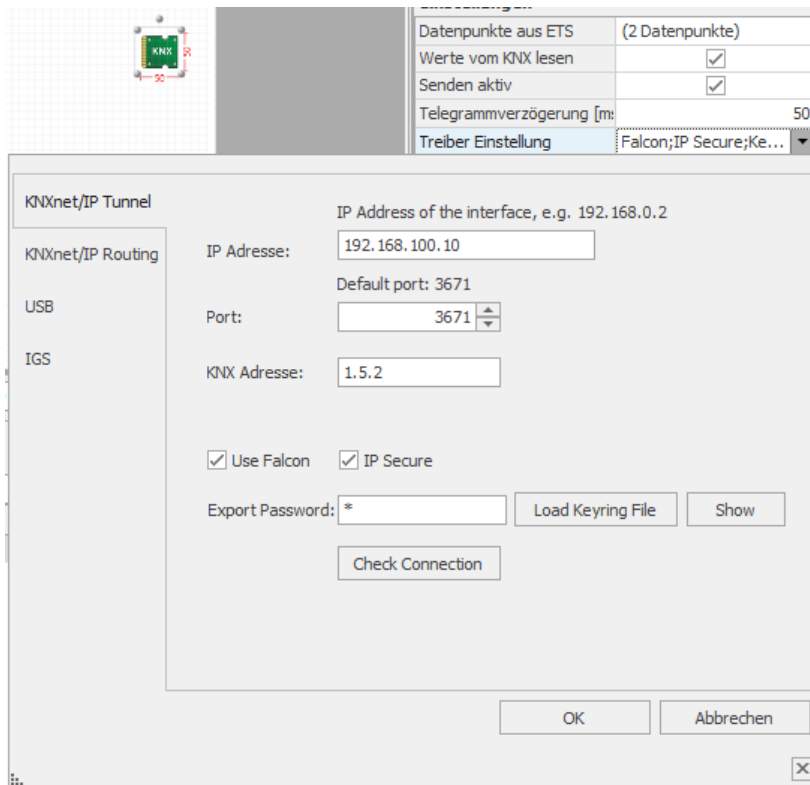 Einstellungen
KNX
50
50
Datenpunkte aus ETS (2 Datenpunkte)
Werte vom KNX lesen
Senden aktiv
Telegrammverzögerung [m 50
Treiber Einstellung Falcon;IP Secure;Ke...
KNXnet/IP Tunnel
KNXnet/IP Routing
USB
IGS
IP Address of the interface, e.g. 192.168.0.2
IP Adresse: 192.168.100.10
Default port: 3671
Port: 3671
KNX Adresse: 1.5.2
Use Falcon IP Secure
Export Password: * Load Keyring File Show
Check Connection
OK Abbrechen